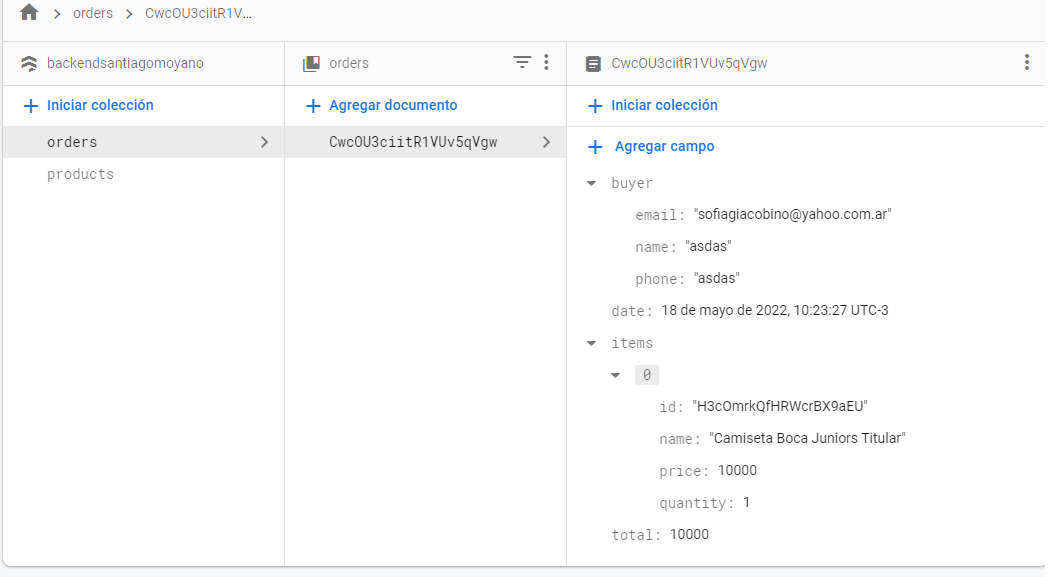 orders CwcOU3ciitR1V…
backendsantiagomoyano
orders
CwcOU3ciitR1VUv5qVgw
Iniciar colección
Agregar documento
Iniciar colección
orders
CwcOU3ciitR1VUv5qVgw
products
Agregar campo
buyer
email: "sofiagiacobino@yahoo.com.ar"
name: "asdas"
phone: "asdas"
date: 18 de mayo de 2022, 10:23:27 UTC-3
items
0
id: "H3cOmrkQfHRWcrBX9aEU"
name: "Camiseta Boca Juniors Titular"
price: 10000
quantity: 1
total: 10000